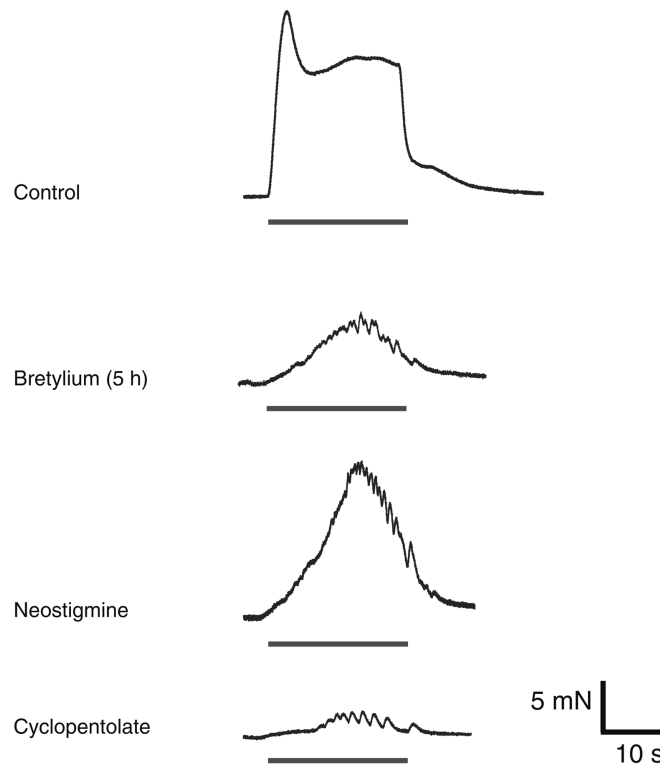 Control
Bretylium (5 h)
Neostigmine
Cyclopentolate
5 mN
10 s